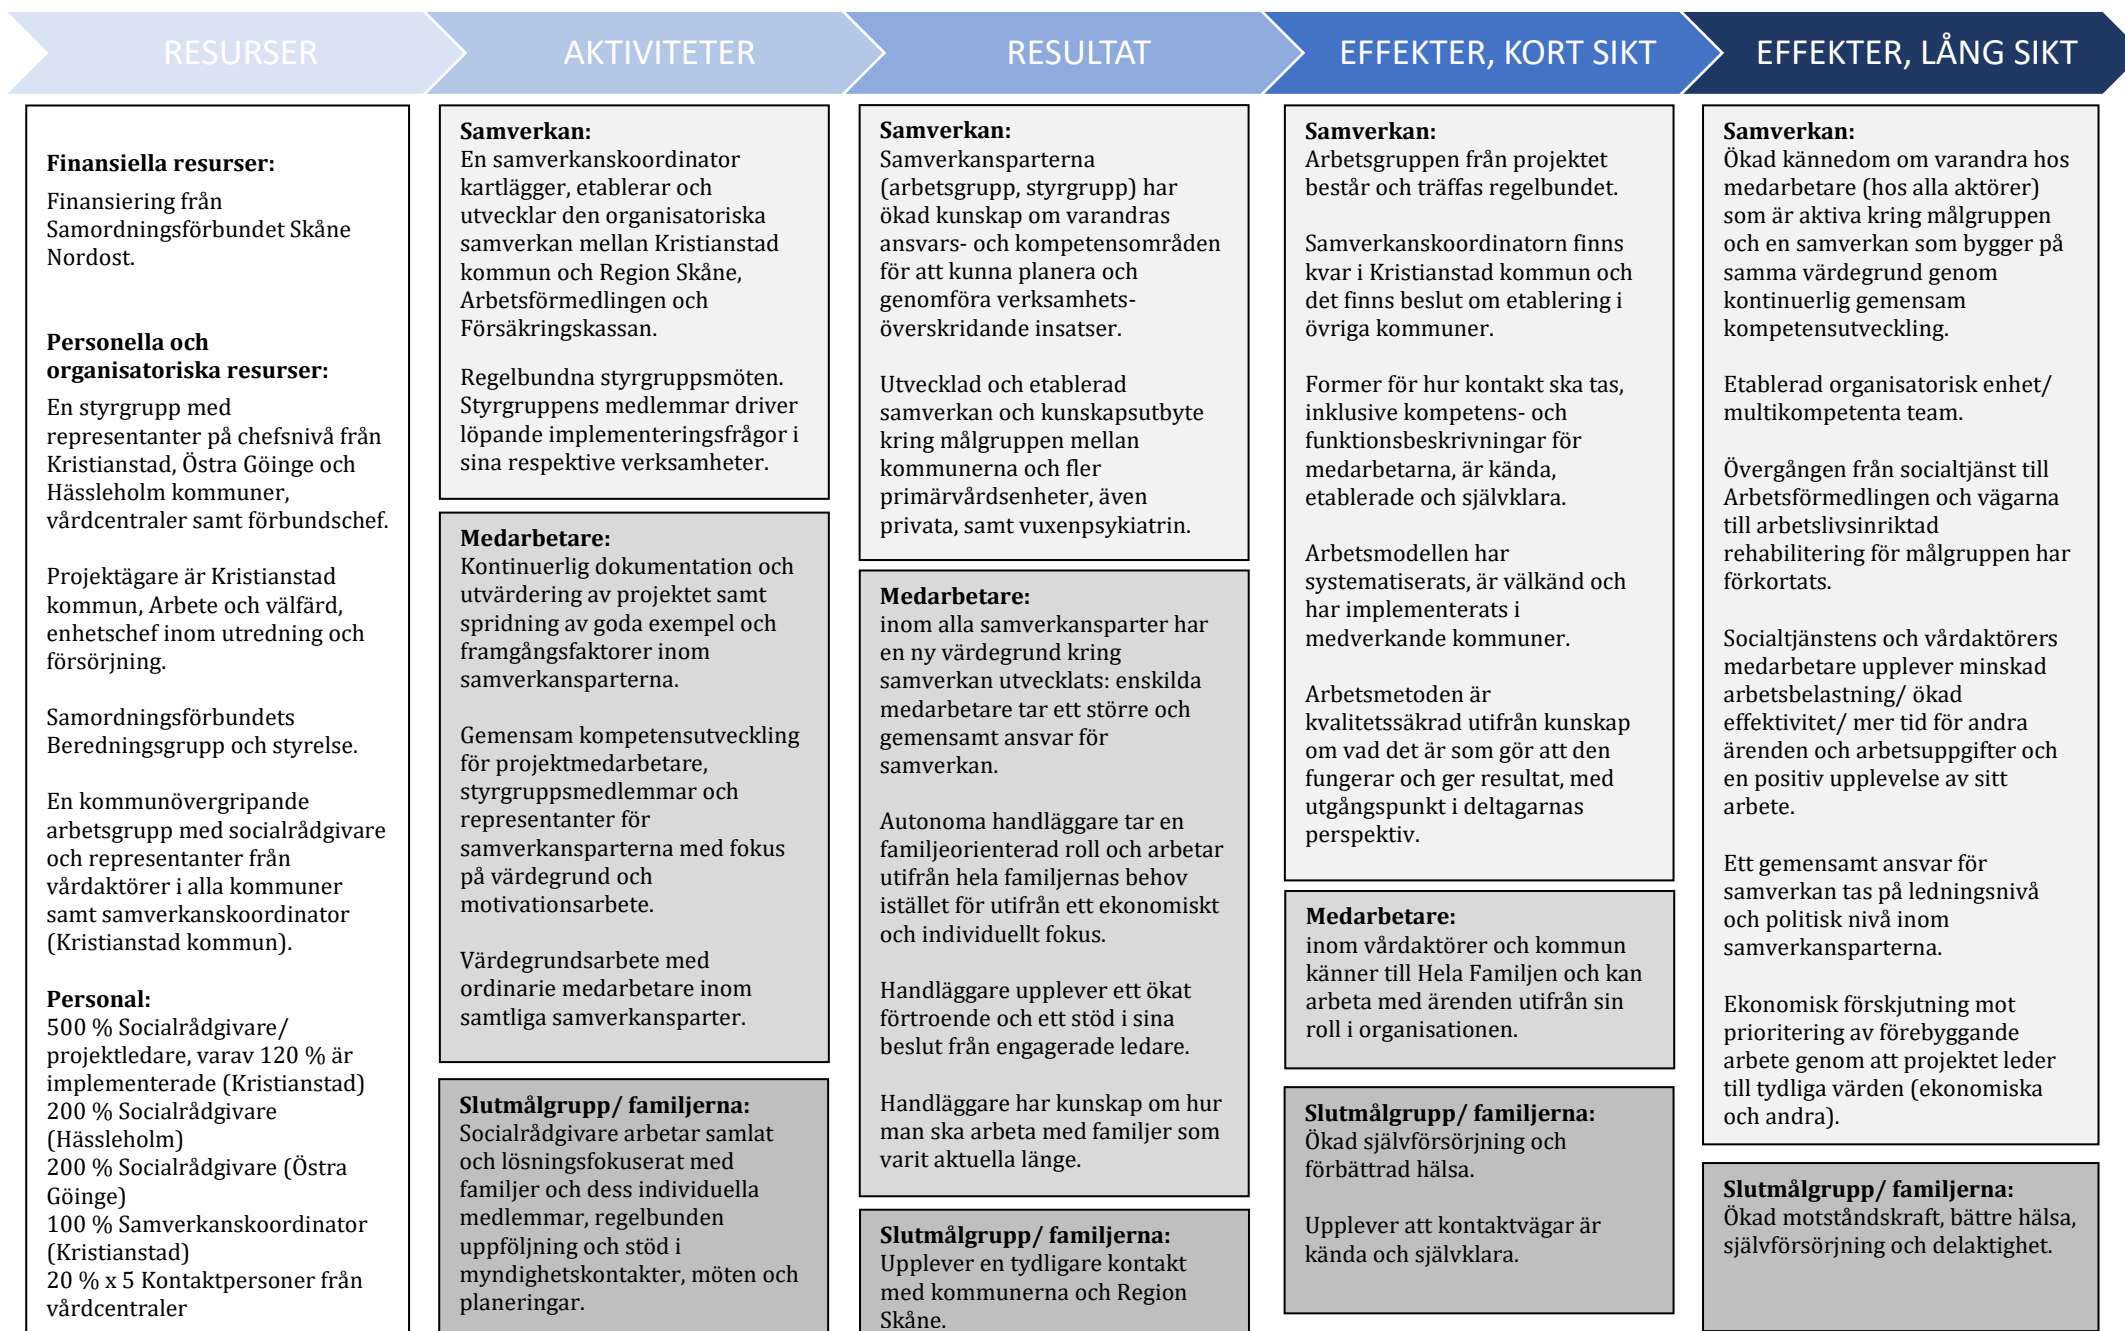 RESURSER
AKTIVITETER
RESULTAT
EFFEKTER, KORT SIKT
EFFEKTER, LÅNG SIKT
Finansiella resurser:
Finansiering från
Samordningsförbundet Skåne
Nordost.
Personella och
organisatoriska resurser:
En styrgrupp med
representanter på chefsnivå från
Kristianstad, Östra Göinge och
Hässleholm kommuner,
vårdcentraler samt förbundschef.
Projektägare är Kristianstad
kommun, Arbete och välfärd,
enhetschef inom utredning och
försörjning.
Samordningsförbundets
Beredningsgrupp och styrelse.
En kommunövergripande
arbetsgrupp med socialrådgivare
och representanter från
vårdaktörer i alla kommuner
samt samverkanskoordinator
(Kristianstad kommun).
Personal:
500 % Socialrådgivare/
projektledare, varav 120 % är
implementerade (Kristianstad)
200 % Socialrådgivare
(Hässleholm)
200 % Socialrådgivare (Östra
Göinge)
100 % Samverkanskoordinator
(Kristianstad)
20 % x 5 Kontaktpersoner från
vårdcentraler
Samverkan:
En samverkanskoordinator
kartlägger, etablerar och
utvecklar den organisatoriska
samverkan mellan Kristianstad
kommun och Region Skåne,
Arbetsförmedlingen och
Försäkringskassan.
Regelbundna styrgruppsmöten.
Styrgruppens medlemmar driver
löpande implementeringsfrågor i
sina respektive verksamheter.
Medarbetare:
Kontinuerlig dokumentation och
utvärdering av projektet samt
spridning av goda exempel och
framgångsfaktorer inom
samverkansparterna.
Gemensam kompetensutveckling
för projektmedarbetare,
styrgruppsmedlemmar och
representanter för
samverkansparterna med fokus
på värdegrund och
motivationsarbete.
Värdegrundsarbete med
ordinarie medarbetare inom
samtliga samverkansparter.
Slutmålgrupp/ familjerna:
Socialrådgivare arbetar samlat
och lösningsfokuserat med
familjer och dess individuella
medlemmar, regelbunden
uppföljning och stöd i
myndighetskontakter, möten och
planeringar.
Samverkan:
Samverkansparterna
(arbetsgrupp, styrgrupp) har
ökad kunskap om varandras
ansvars- och kompetensområden
för att kunna planera och
genomföra verksamhets-
överskridande insatser.
Utvecklad och etablerad
samverkan och kunskapsutbyte
kring målgruppen mellan
kommunerna och fler
primärvårdsenheter, även
privata, samt vuxenpsykiatrin.
Medarbetare:
inom alla samverkansparter har
en ny värdegrund kring
samverkan utvecklats: enskilda
medarbetare tar ett större och
gemensamt ansvar för
samverkan.
Autonoma handläggare tar en
familjeorienterad roll och arbetar
utifrån hela familjernas behov
istället för utifrån ett ekonomiskt
och individuellt fokus.
Handläggare upplever ett ökat
förtroende och ett stöd i sina
beslut från engagerade ledare.
Handläggare har kunskap om hur
man ska arbeta med familjer som
varit aktuella länge.
Slutmålgrupp/ familjerna:
Upplever en tydligare kontakt
med kommunerna och Region
Skåne.
Samverkan:
Arbetsgruppen från projektet
består och träffas regelbundet.
Samverkanskoordinatorn finns
kvar i Kristianstad kommun och
det finns beslut om etablering i
övriga kommuner.
Former för hur kontakt ska tas,
inklusive kompetens- och
funktionsbeskrivningar för
medarbetarna, är kända,
etablerade och självklara.
Arbetsmodellen har
systematiserats, är välkänd och
har implementerats i
medverkande kommuner.
Arbetsmetoden är
kvalitetssäkrad utifrån kunskap
om vad det är som gör att den
fungerar och ger resultat, med
utgångspunkt i deltagarnas
perspektiv.
Medarbetare:
inom vårdaktörer och kommun
känner till Hela Familjen och kan
arbeta med ärenden utifrån sin
roll i organisationen.
Slutmålgrupp/ familjerna:
Ökad självförsörjning och
förbättrad hälsa.
Upplever att kontaktvägar är
kända och självklara.
Samverkan:
Ökad kännedom om varandra hos
medarbetare (hos alla aktörer)
som är aktiva kring målgruppen
och en samverkan som bygger på
samma värdegrund genom
kontinuerlig gemensam
kompetensutveckling.
Etablerad organisatorisk enhet/
multikompetenta team.
Övergången från socialtjänst till
Arbetsförmedlingen och vägarna
till arbetslivsinriktad
rehabilitering för målgruppen har
förkortats.
Socialtjänstens och vårdaktörers
medarbetare upplever minskad
arbetsbelastning/ ökad
effektivitet/ mer tid för andra
ärenden och arbetsuppgifter och
en positiv upplevelse av sitt
arbete.
Ett gemensamt ansvar för
samverkan tas på ledningsnivå
och politisk nivå inom
samverkansparterna.
Ekonomisk förskjutning mot
prioritering av förebyggande
arbete genom att projektet leder
till tydliga värden (ekonomiska
och andra).
Slutmålgrupp/ familjerna:
Ökad motståndskraft, bättre hälsa,
självförsörjning och delaktighet.